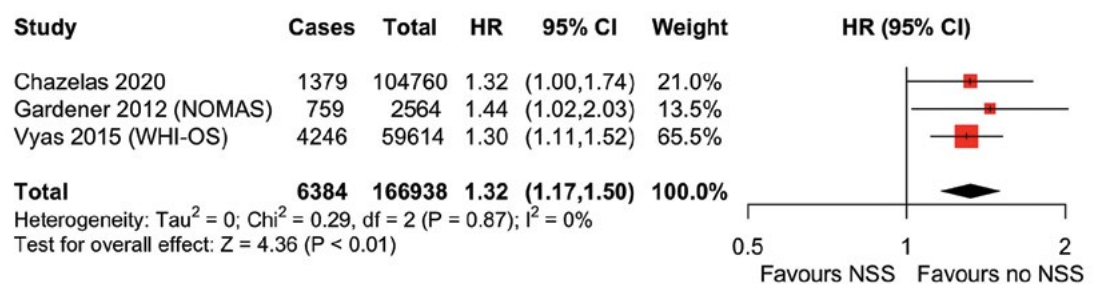 Study Cases Total HR 95% CI Weight HR (95% CI)
Chazelas 2020 1379 104760 1.32 (1.00,1.74) 21.0%
Gardener 2012 (NOMAS) 759 2564 1.44 (1.02,2.03) 13.5%
Vyas 2015 (WHI-OS) 4246 59614 1.30 (1.11,1.52) 65.5%
Total 6384 166938 1.32 (1.17,1.50) 100.0%
Heterogeneity: Tau² = 0; Chi² = 0.29, df = 2 (P = 0.87); I² = 0%
Test for overall effect: Z = 4.36 (P < 0.01)
0.5 1 2
Favours NSS Favours no NSS